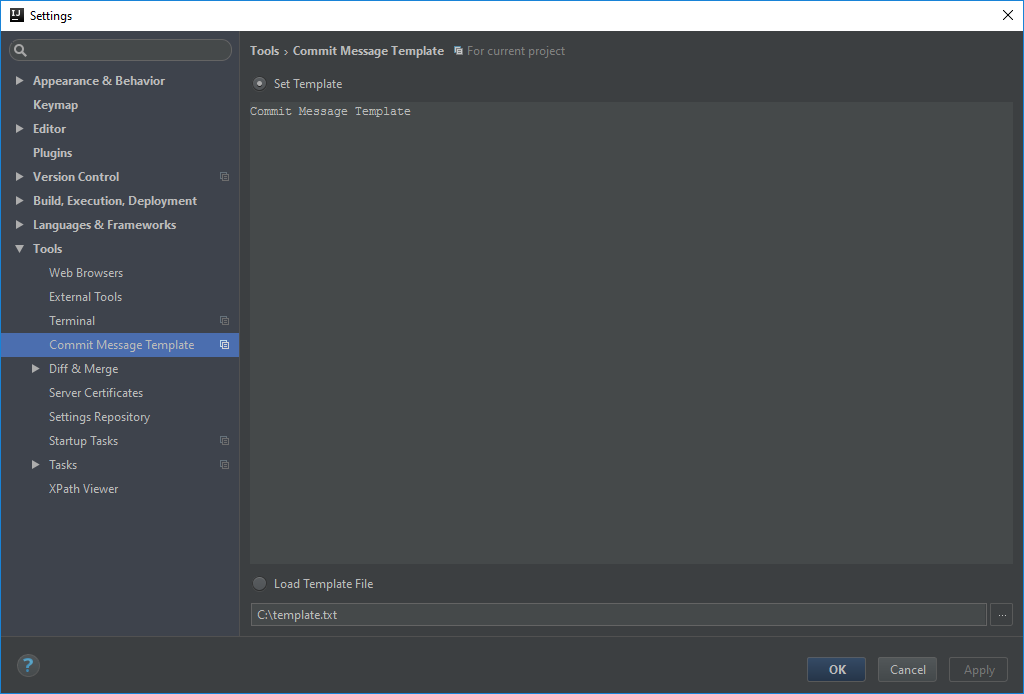 IJ Settings
Tools › Commit Message Template For current project
Appearance & Behavior
Keymap
Editor
Plugins
Version Control
Build, Execution, Deployment
Languages & Frameworks
Tools
Web Browsers
External Tools
Terminal
Commit Message Template
Diff & Merge
Server Certificates
Settings Repository
Startup Tasks
Tasks
XPath Viewer
Set Template
Commit Message Template
Load Template File
C:\template.txt
...
?
OK
Cancel
Apply